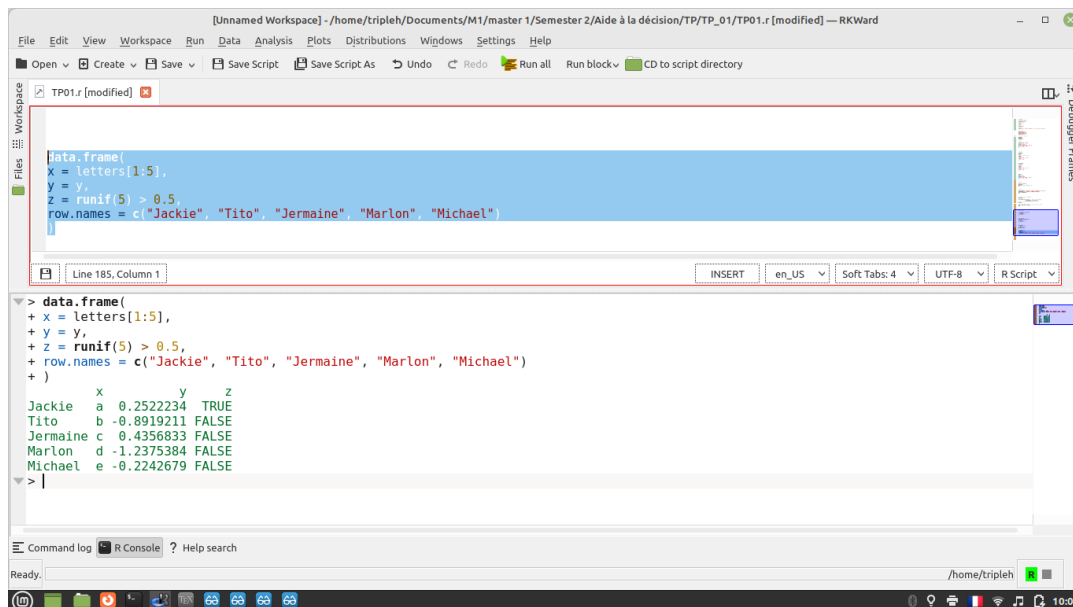 [Unnamed Workspace] - /home/tripleh/Documents/M1/master 1/Semester 2/Aide à la décision/TP/TP_01/TP01.r [modified] — RKWard
File Edit View Workspace Run Data Analysis Plots Distributions Windows Settings Help
Open Create Save Save Script Save Script As Undo Redo Run all Run block CD to script directory
Workspace
Files
TP01.r [modified]
Debugger Frames
data.frame(
x = letters[1:5],
y = y,
z = runif(5) > 0.5,
row.names = c("Jackie", "Tito", "Jermaine", "Marlon", "Michael")
)
Line 185, Column 1 INSERT en_US Soft Tabs: 4 UTF-8 R Script
> data.frame(
+ x = letters[1:5],
+ y = y,
+ z = runif(5) > 0.5,
+ row.names = c("Jackie", "Tito", "Jermaine", "Marlon", "Michael")
+ )
x y z
Jackie a 0.2522234 TRUE
Tito b -0.8919211 FALSE
Jermaine c 0.4356833 FALSE
Marlon d -1.2375384 FALSE
Michael e -0.2242679 FALSE
>
Command log R Console ? Help search
Ready. /home/tripleh R
10:0